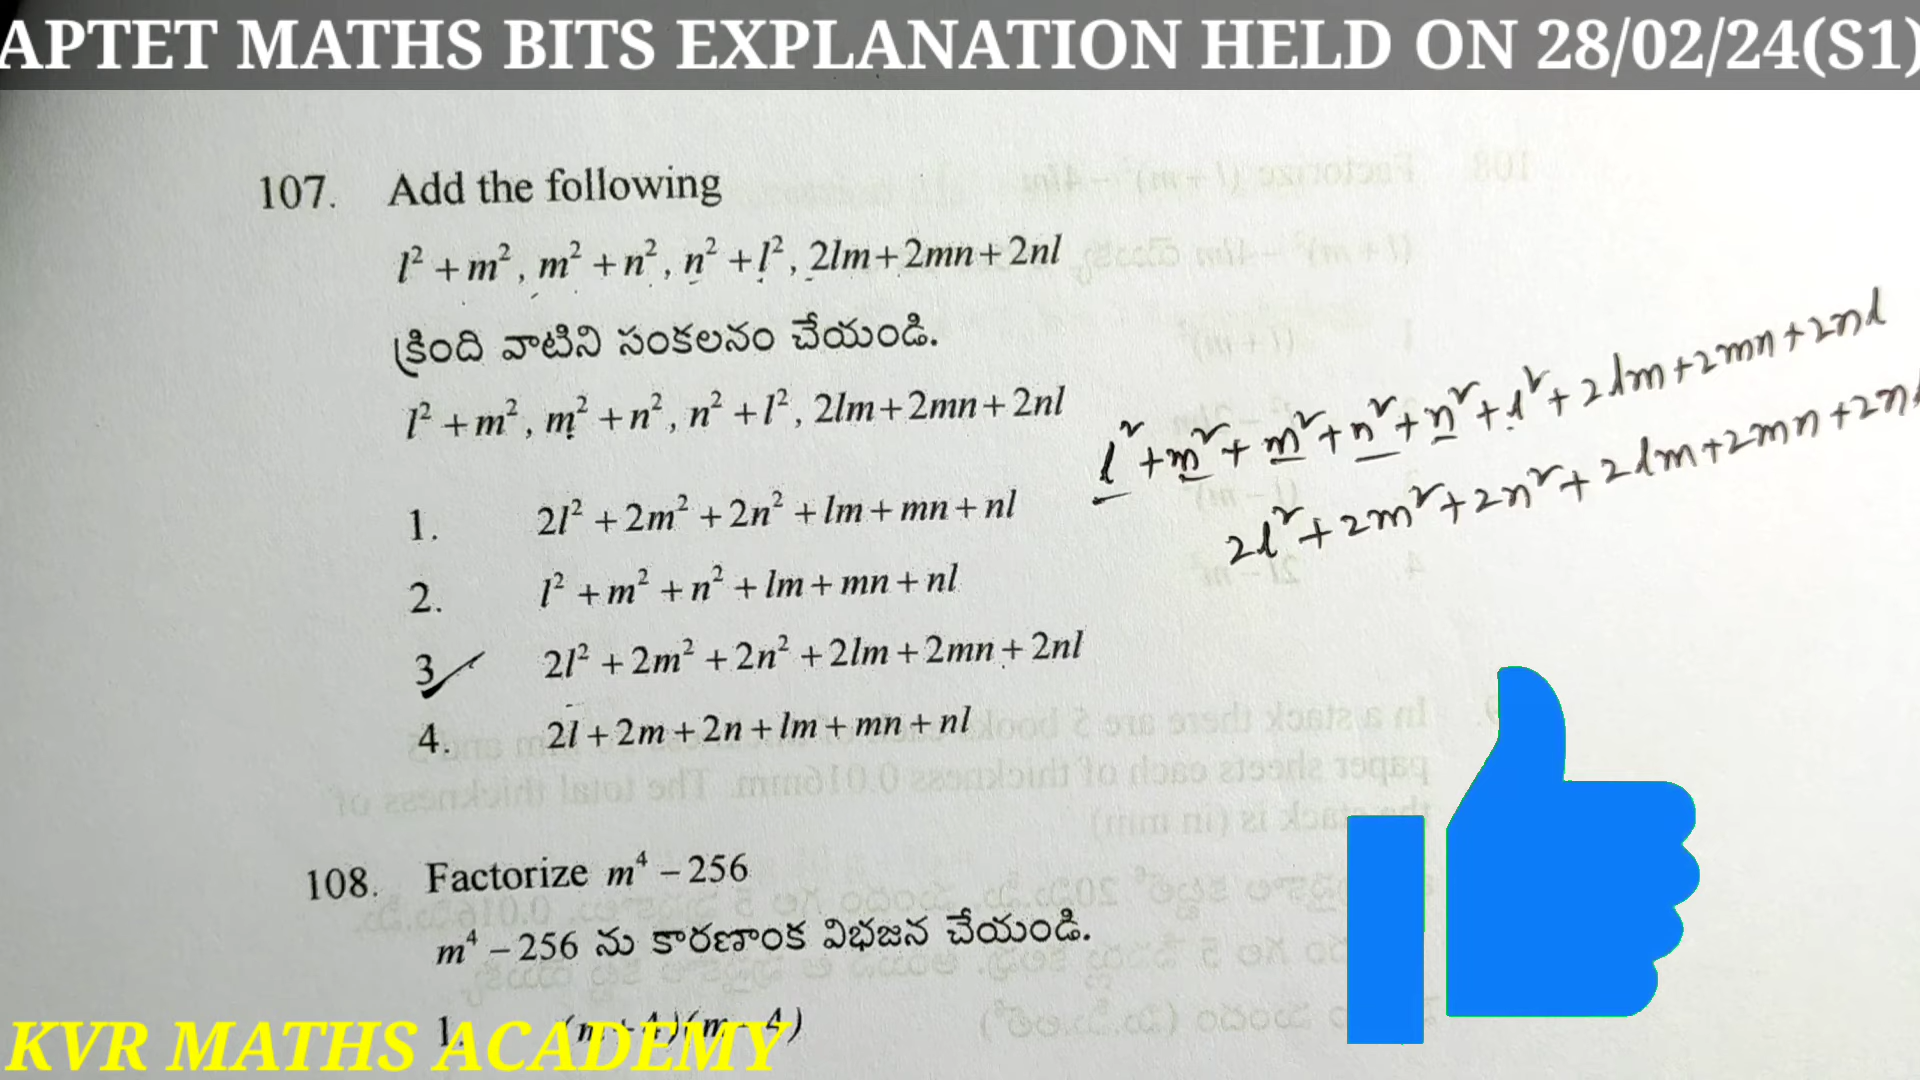 APTET MATHS BITS EXPLANATION HELD ON 28/02/24(S1)
107. Add the following
l² + m², m² + n², n² + l², 2lm + 2mn + 2nl
క్రింది వాటిని సంకలనం చేయండి.
l² + m², m² + n², n² + l², 2lm + 2mn + 2nl
l² + m² + m² + n² + n² + l² + 2lm + 2mn + 2nl
2l² + 2m² + 2n² + 2lm + 2mn + 2nl
1. 2l² + 2m² + 2n² + lm + mn + nl
2. l² + m² + n² + lm + mn + nl
3 2l² + 2m² + 2n² + 2lm + 2mn + 2nl
4. 2l + 2m + 2n + lm + mn + nl
108. Factorize m⁴ – 256
m⁴ – 256 ను కారణాంక విభజన చేయండి.
1. (m + 4)(m – 4)
KVR MATHS ACADEMY